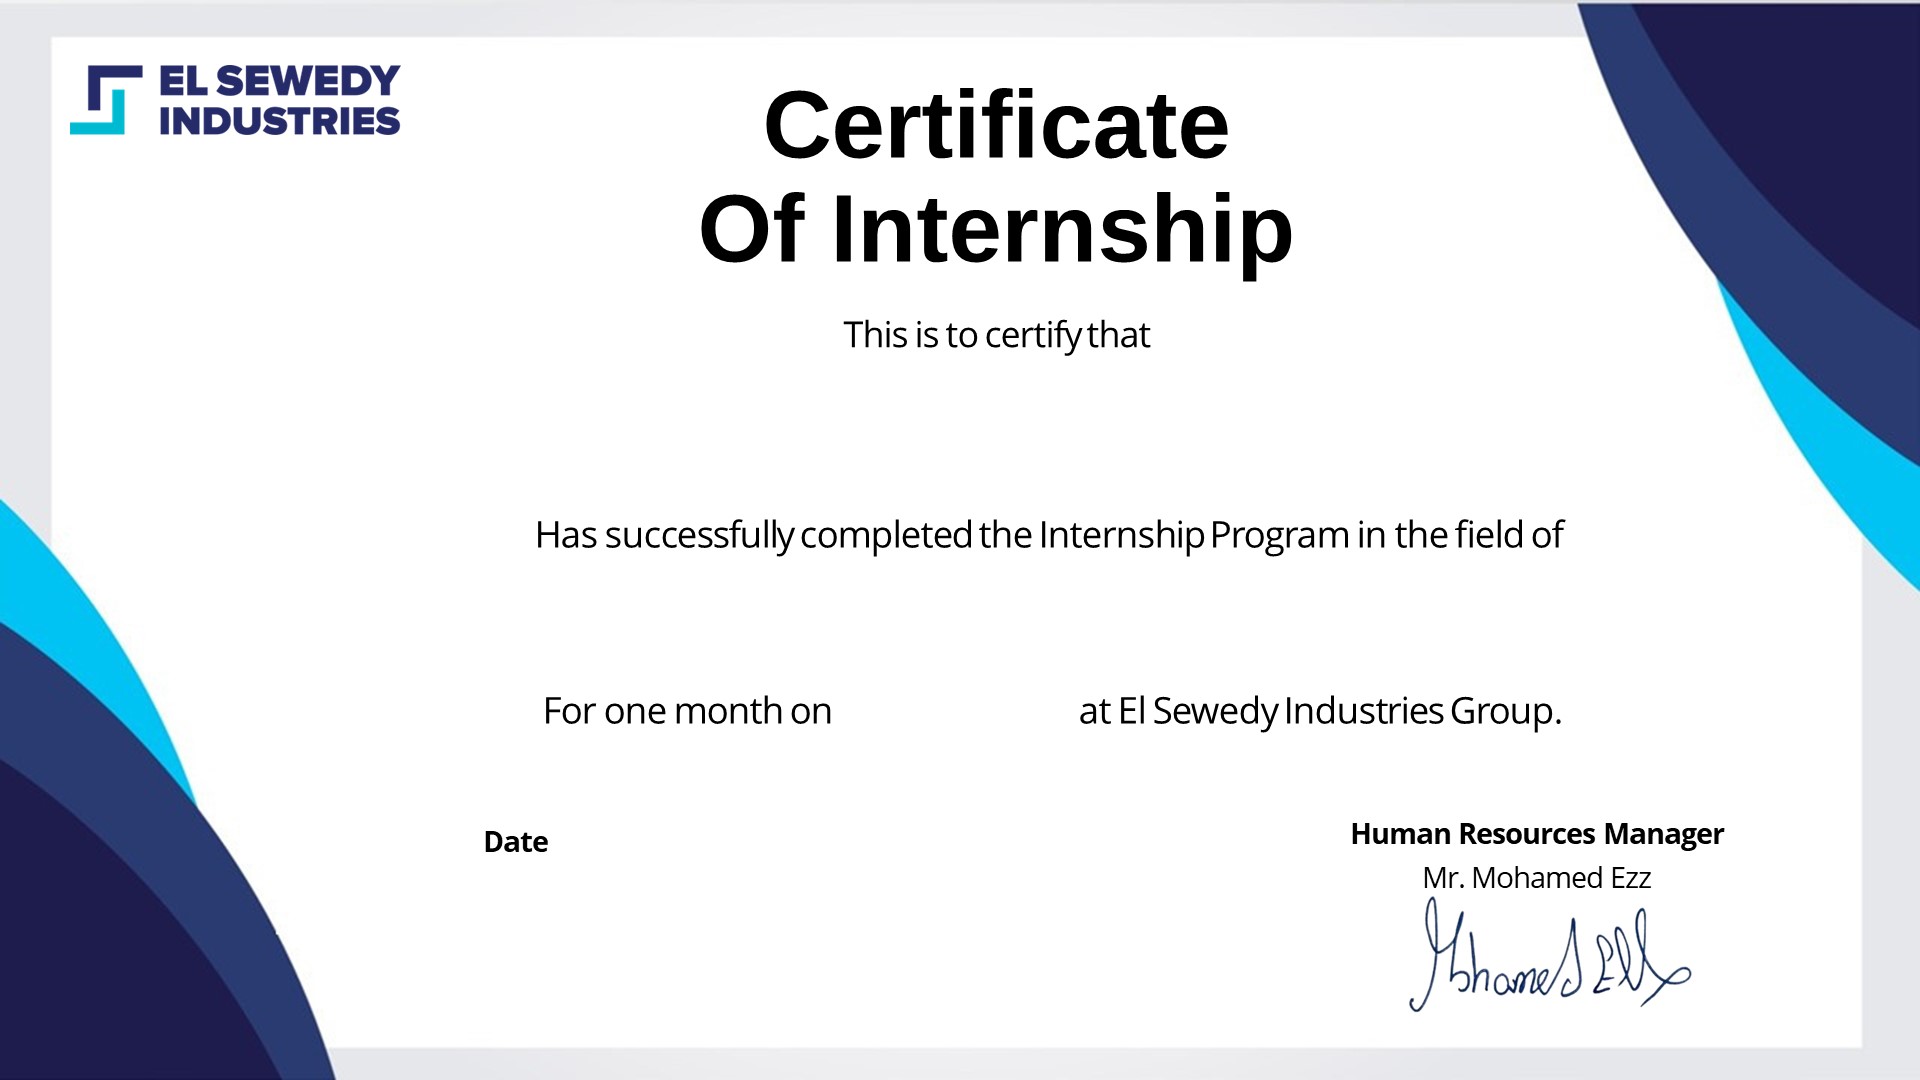 EL SEWEDY
INDUSTRIES
Certificate
Of Internship
This is to certify that
Has successfully completed the Internship Program in the field of
For one month on at El Sewedy Industries Group.
Date
Human Resources Manager
Mr. Mohamed Ezz
Mohamed Ezz